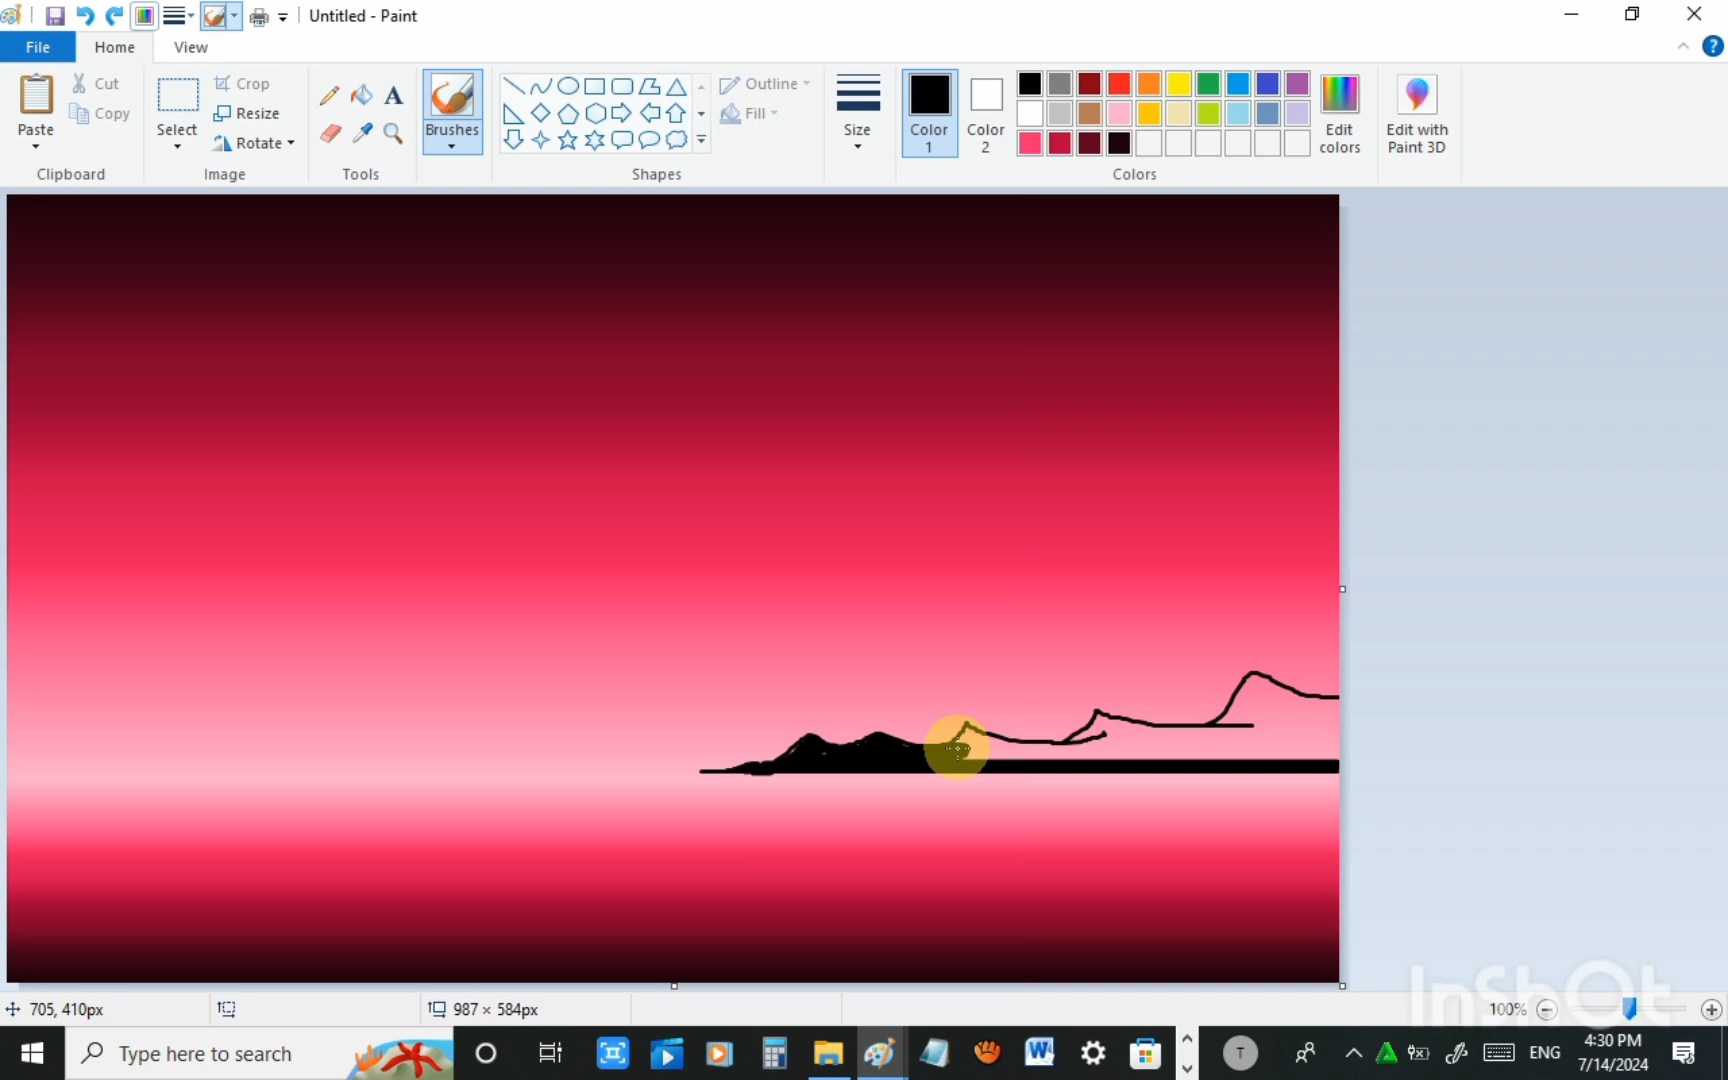 Untitled - Paint
File
Home
View
Paste
Cut
Copy
Clipboard
Select
Crop
Resize
Rotate
Image
Tools
A
Brushes
Shapes
Outline
Fill
Size
Color 1
Color 2
Edit colors
Colors
Edit with Paint 3D
?
InShOt
705, 410px
987 × 584px
100%
Type here to search
W
T
ENG
4:30 PM
7/14/2024